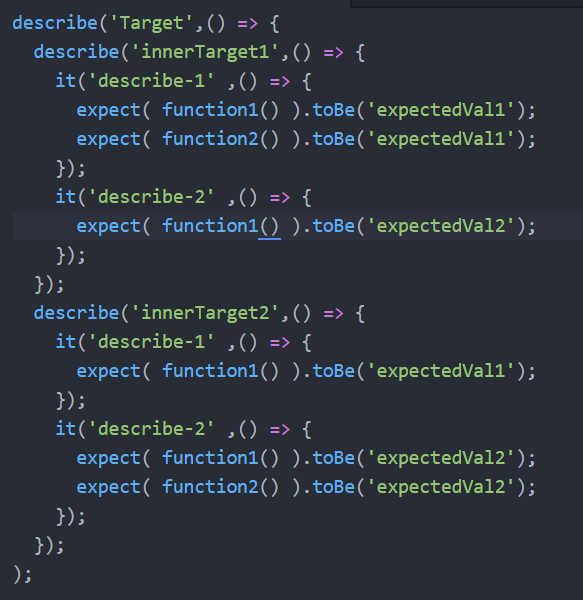 describe('Target',() => {
  describe('innerTarget1',() => {
    it('describe-1' ,() => {
      expect( function1() ).toBe('expectedVal1');
      expect( function2() ).toBe('expectedVal1');
    });
    it('describe-2' ,() => {
      expect( function1() ).toBe('expectedVal2');
    });
  });
  describe('innerTarget2',() => {
    it('describe-1' ,() => {
      expect( function1() ).toBe('expectedVal1');
    });
    it('describe-2' ,() => {
      expect( function1() ).toBe('expectedVal2');
      expect( function2() ).toBe('expectedVal2');
    });
  });
);